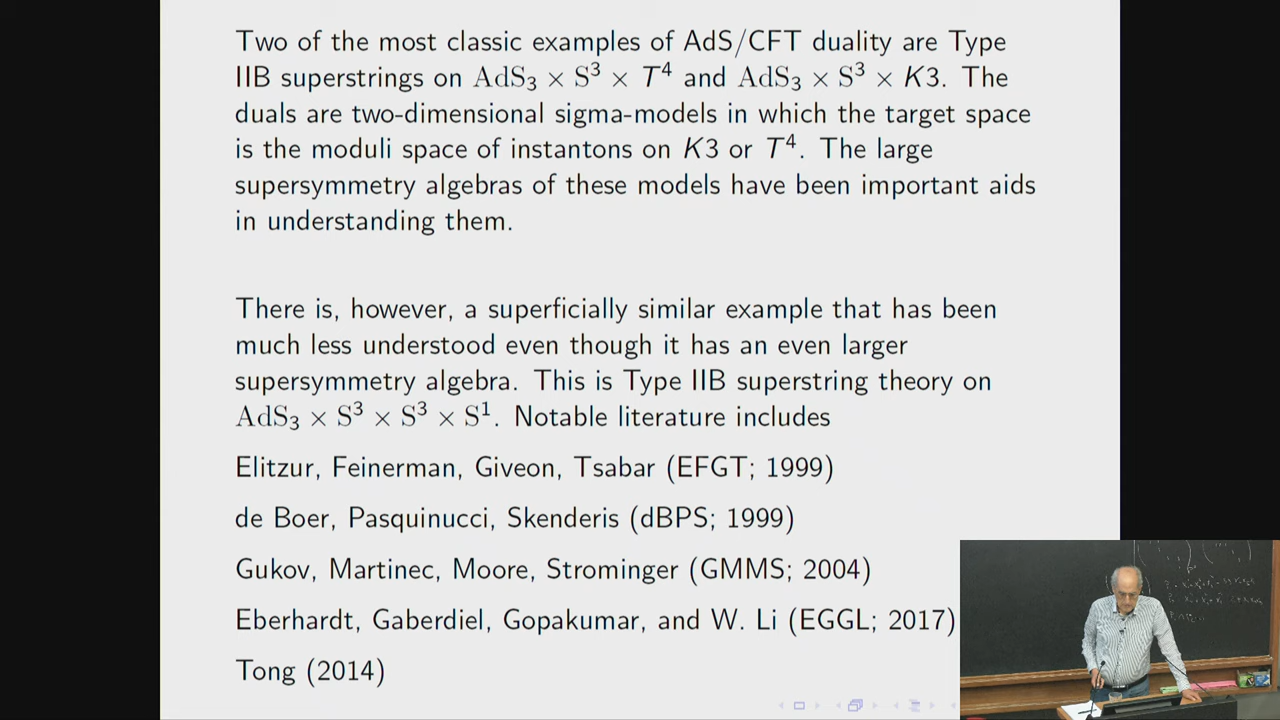 Two of the most classic examples of AdS/CFT duality are Type
IIB superstrings on AdS₃ × S³ × T⁴ and AdS₃ × S³ × K3. The
duals are two-dimensional sigma-models in which the target space
is the moduli space of instantons on K3 or T⁴. The large
supersymmetry algebras of these models have been important aids
in understanding them.
There is, however, a superficially similar example that has been
much less understood even though it has an even larger
supersymmetry algebra. This is Type IIB superstring theory on
AdS₃ × S³ × S³ × S¹. Notable literature includes
Elitzur, Feinerman, Giveon, Tsabar (EFGT; 1999)
de Boer, Pasquinucci, Skenderis (dBPS; 1999)
Gukov, Martinec, Moore, Strominger (GMMS; 2004)
Eberhardt, Gaberdiel, Gopakumar, and W. Li (EGGL; 2017)
Tong (2014)